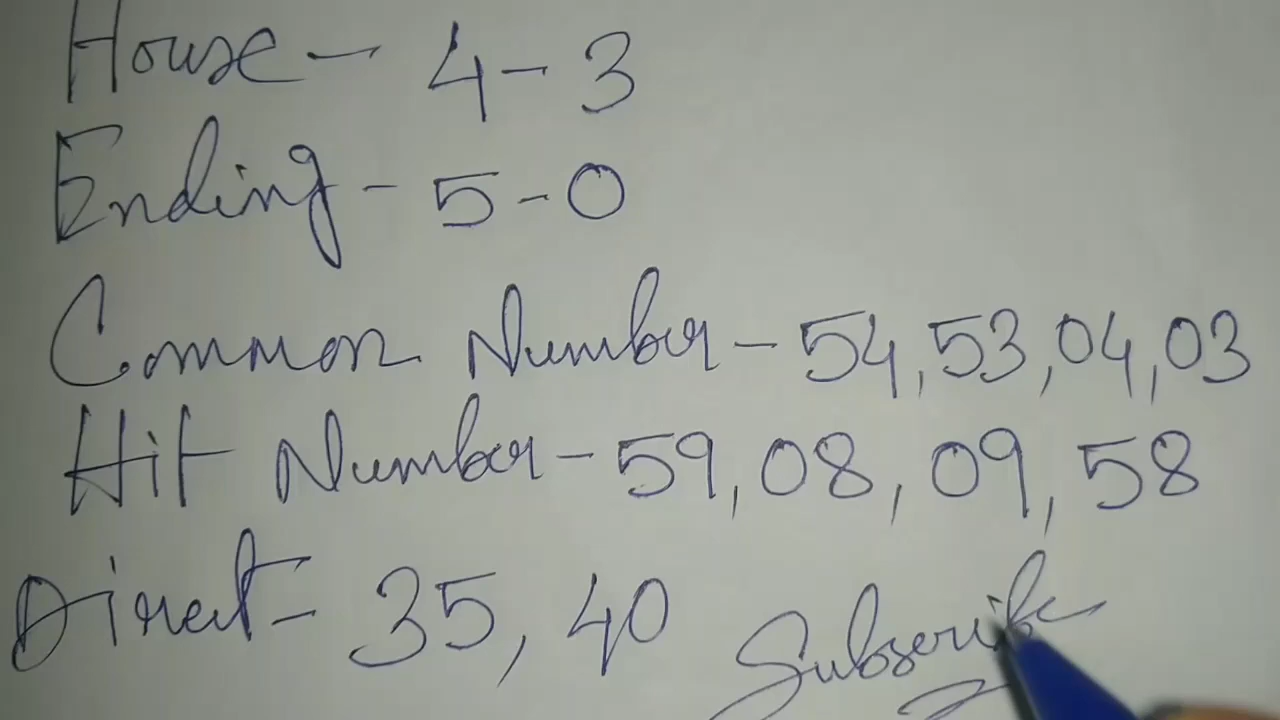 House - 4-3
Ending - 5-0
Common Number - 54, 53, 04, 03
Hit Number - 59, 08, 09, 58
Direct - 35, 40
Subscribe